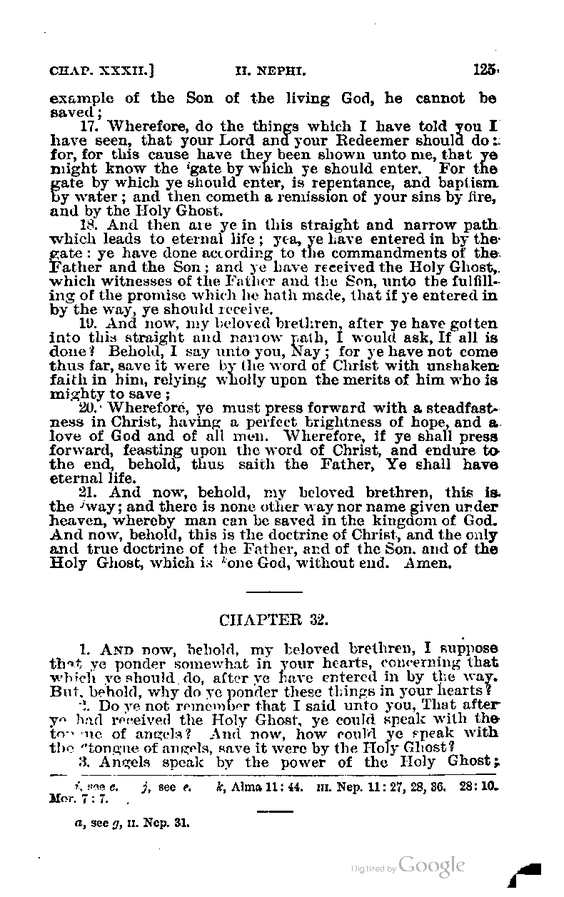 CHAP. XXXII.] II. NEPHI. 125
example of the Son of the living God, he cannot be
saved;
17. Wherefore, do the things which I have told you I
have seen, that your Lord and your Redeemer should do:
for, for this cause have they been shown unto me, that ye
might know the ⁱgate by which ye should enter. For the
gate by which ye should enter, is repentance, and baptism
by water; and then cometh a remission of your sins by fire,
and by the Holy Ghost.
18. And then are ye in this straight and narrow path
which leads to eternal life; yea, ye have entered in by the
gate: ye have done according to the commandments of the
Father and the Son; and ye have received the Holy Ghost,
which witnesses of the Father and the Son, unto the fulfill-
ing of the promise which he hath made, that if ye entered in
by the way, ye should receive.
19. And now, my beloved brethren, after ye have gotten
into this straight and narrow path, I would ask, If all is
done? Behold, I say unto you, Nay; for ye have not come
thus far, save it were by the word of Christ with unshaken
faith in him, relying wholly upon the merits of him who is
mighty to save;
20. Wherefore, ye must press forward with a steadfast-
ness in Christ, having a perfect brightness of hope, and a
love of God and of all men. Wherefore, if ye shall press
forward, feasting upon the word of Christ, and endure to
the end, behold, thus saith the Father, Ye shall have
eternal life.
21. And now, behold, my beloved brethren, this is
the ʲway; and there is none other way nor name given under
heaven, whereby man can be saved in the kingdom of God.
And now, behold, this is the doctrine of Christ, and the only
and true doctrine of the Father, and of the Son. and of the
Holy Ghost, which is ᵏone God, without end. Amen.
CHAPTER 32.
1. AND now, behold, my beloved brethren, I suppose
that ye ponder somewhat in your hearts, concerning that
which ye should do, after ye have entered in by the way.
But, behold, why do ye ponder these things in your hearts?
2. Do ye not remember that I said unto you, That after
ye had received the Holy Ghost, ye could speak with the
tongue of angels? And now, how could ye speak with
the ᵃtongue of angels, save it were by the Holy Ghost?
3. Angels speak by the power of the Holy Ghost;
i, see e. j, see e. k, Alma 11: 44. III. Nep. 11: 27, 28, 36. 28: 10.
Mor. 7: 7.
a, see g, II. Nep. 31.
Digitized by Google